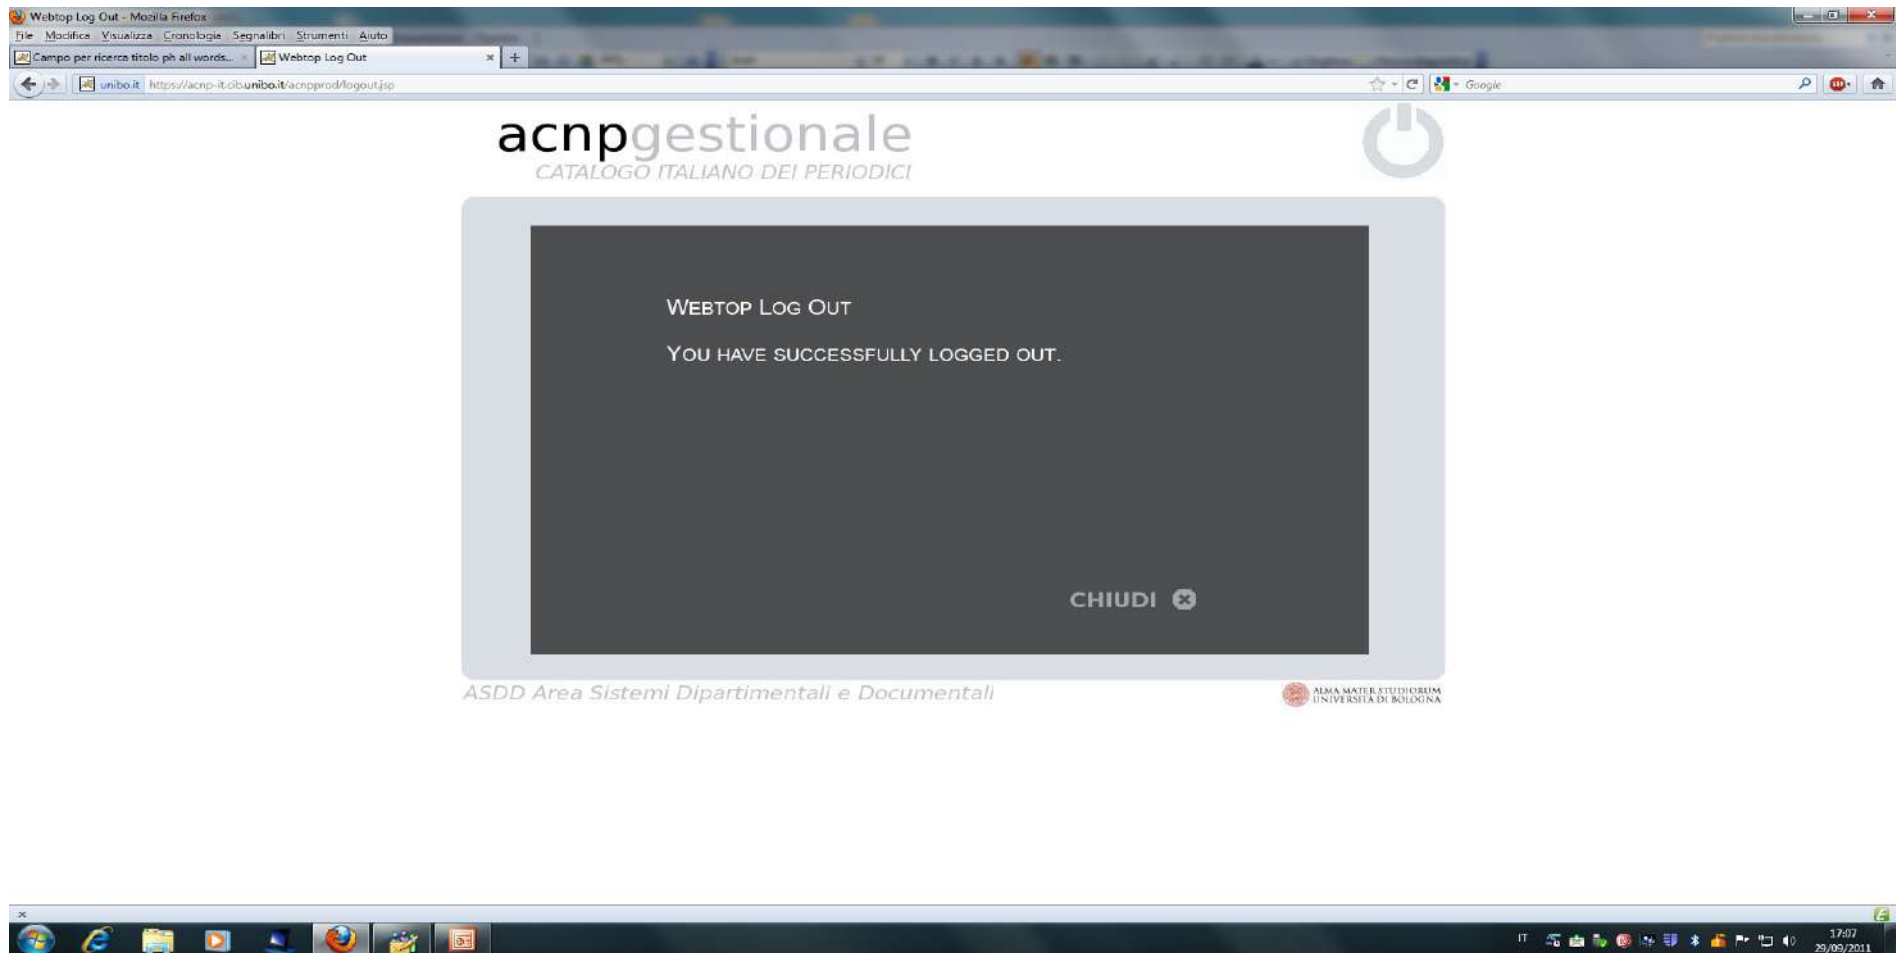 Webtop Log Out - Mozilla Firefox
File Modifica Visualizza Cronologia Segnalibri Strumenti Aiuto
Campo per ricerca titolo ph all words... Webtop Log Out
unibo.it https://acnp-it.cib.unibo.it/acnpprod/logout.jsp Google
acnpgestionale
CATALOGO ITALIANO DEI PERIODICI
WEBTOP LOG OUT
YOU HAVE SUCCESSFULLY LOGGED OUT.
CHIUDI
ASDD Area Sistemi Dipartimentali e Documentali
ALMA MATER STUDIORUM
UNIVERSITÀ DI BOLOGNA
IT
17:07
29/09/2011